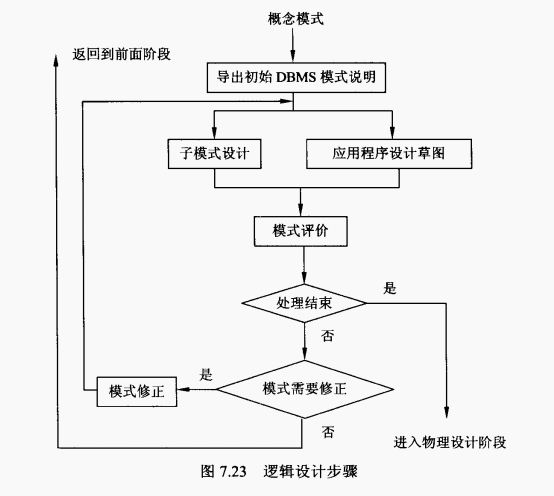 概念模式
返回到前面阶段
导出初始 DBMS 模式说明
子模式设计
应用程序设计草图
模式评价
处理结束
是
否
模式需要修正
是
模式修正
否
进入物理设计阶段
图 7.23 逻辑设计步骤